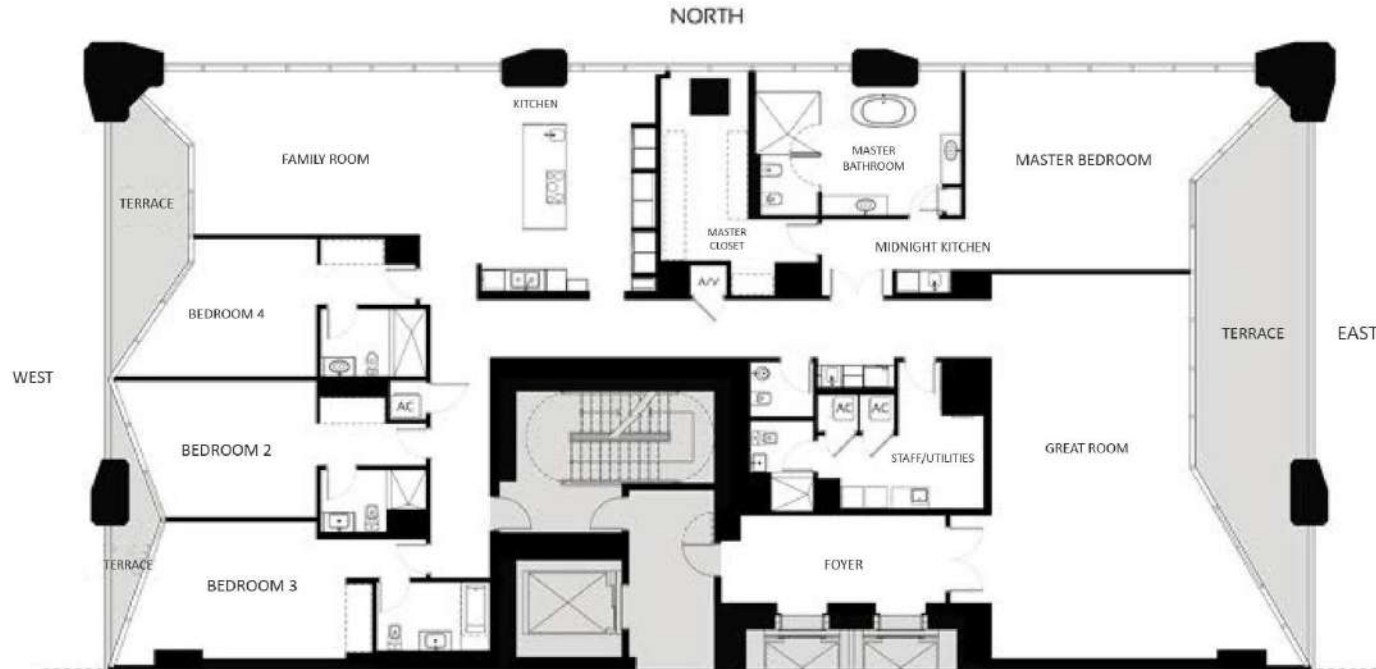 NORTH
KITCHEN
FAMILY ROOM
MASTER
BATHROOM
MASTER BEDROOM
TERRACE
MASTER
CLOSET
MIDNIGHT KITCHEN
A/V
BEDROOM 4
TERRACE
EAST
WEST
AC
AC
AC
BEDROOM 2
GREAT ROOM
STAFF/UTILITIES
TERRACE
FOYER
BEDROOM 3